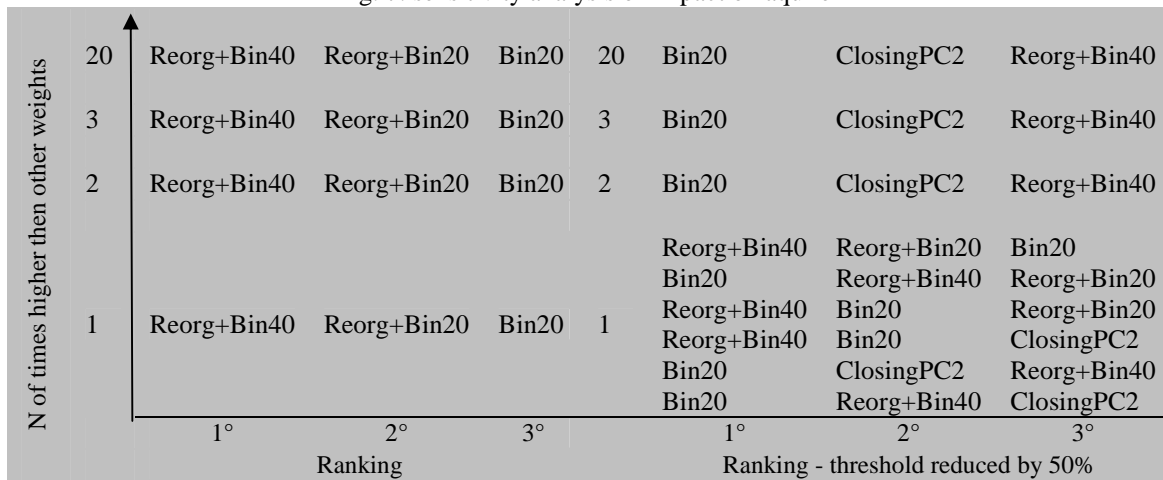 N of times higher then other weights
20 Reorg+Bin40 Reorg+Bin20 Bin20 20 Bin20 ClosingPC2 Reorg+Bin40
3 Reorg+Bin40 Reorg+Bin20 Bin20 3 Bin20 ClosingPC2 Reorg+Bin40
2 Reorg+Bin40 Reorg+Bin20 Bin20 2 Bin20 ClosingPC2 Reorg+Bin40
Reorg+Bin40 Reorg+Bin20 Bin20
Bin20 Reorg+Bin40 Reorg+Bin20
1 Reorg+Bin40 Reorg+Bin20 Bin20 1 Reorg+Bin40 Bin20 Reorg+Bin20
Reorg+Bin40 Bin20 ClosingPC2
Bin20 ClosingPC2 Reorg+Bin40
Bin20 Reorg+Bin40 ClosingPC2
1° 2° 3° 1° 2° 3°
Ranking Ranking - threshold reduced by 50%